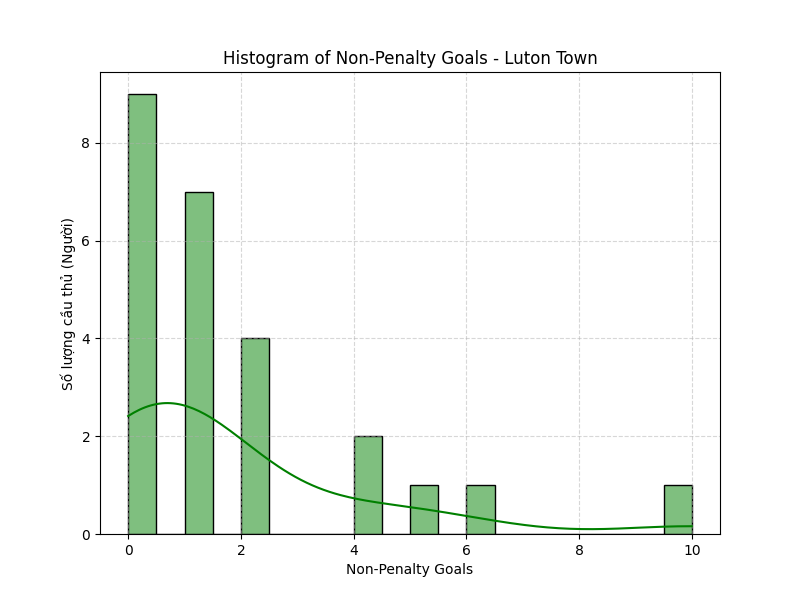 Histogram of Non-Penalty Goals - Luton Town
Số lượng cầu thủ (Người)
8
6
4
2
0
0 2 4 6 8 10
Non-Penalty Goals